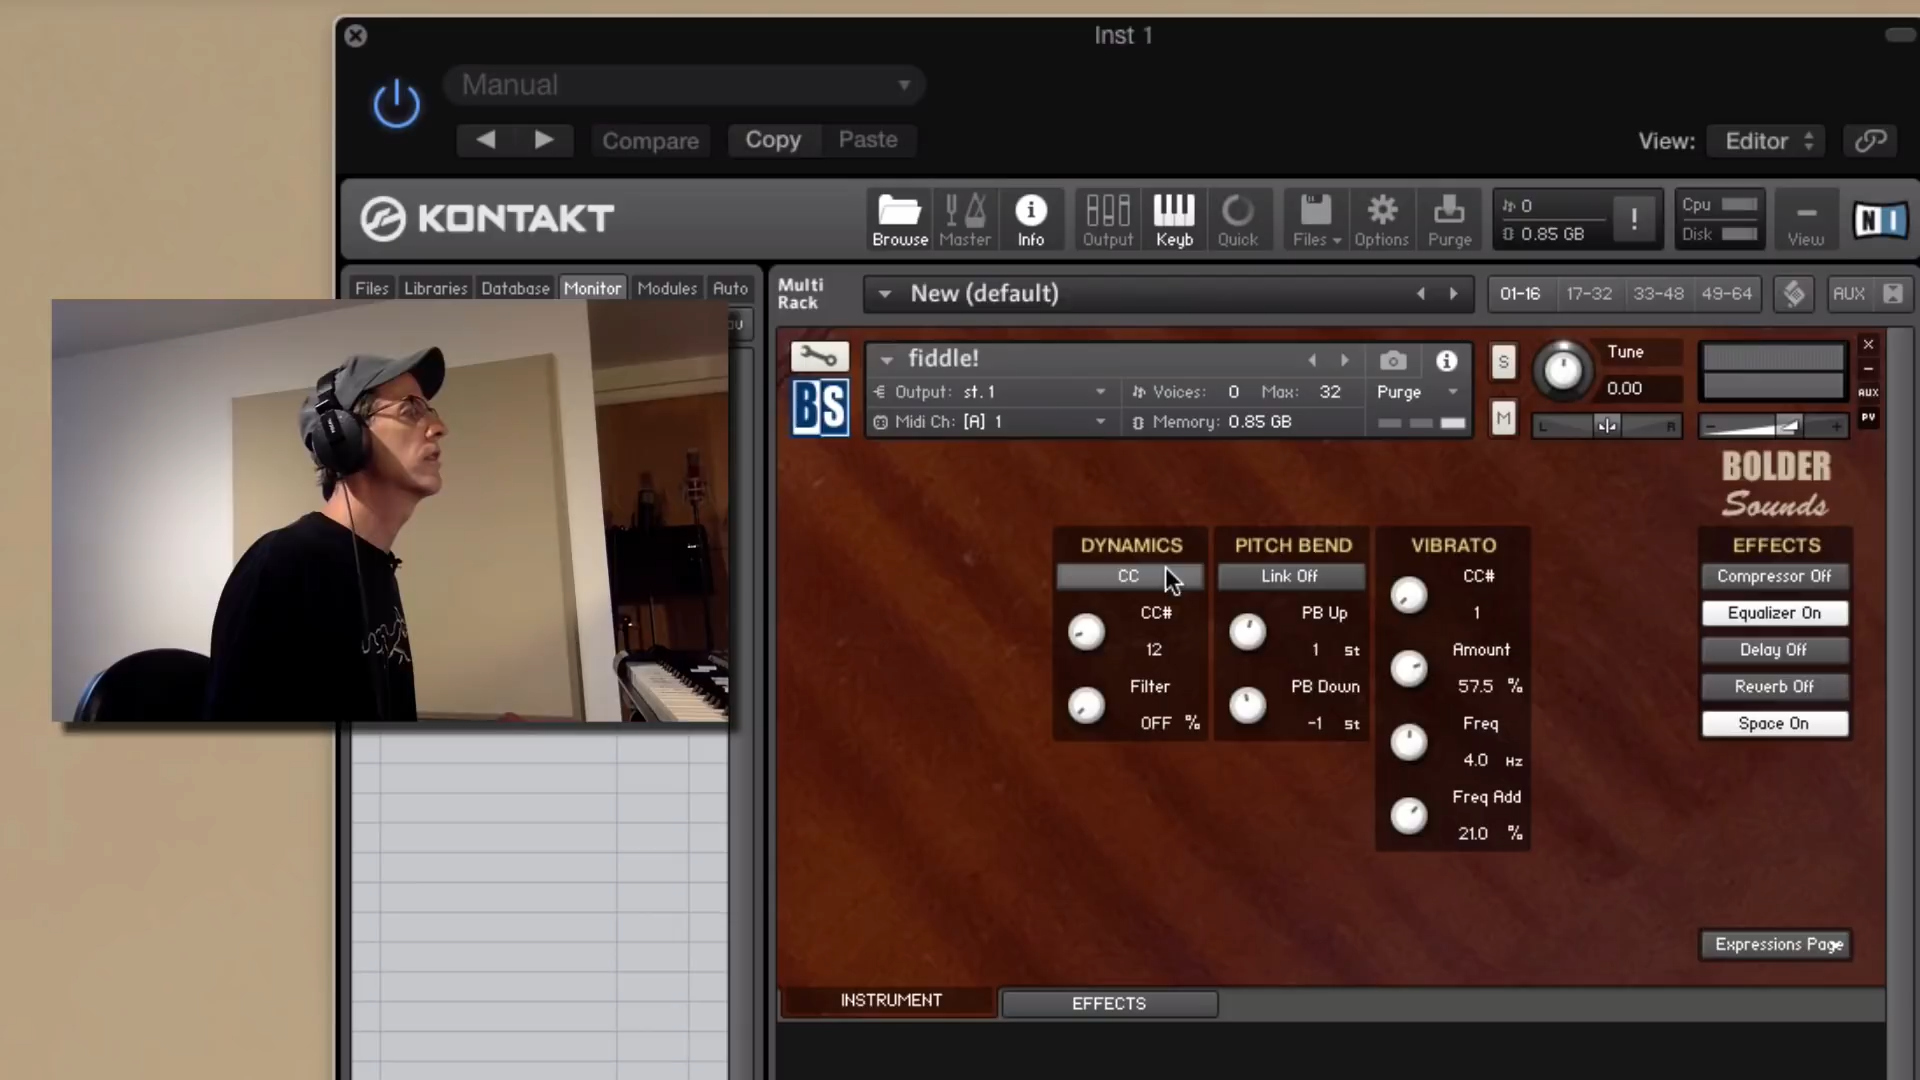 Inst 1
Manual
Compare
Copy
Paste
View:
Editor
KONTAKT
Browse
Master
Info
Output
Keyb
Quick
Files
Options
Purge
0
0.85 GB
!
Cpu
Disk
View
NI
Files
Libraries
Database
Monitor
Modules
Auto
Multi
Rack
New (default)
01-16
17-32
33-48
49-64
AUX
BS
fiddle!
Output: st.1
Voices: 0 Max: 32
Purge
Midi Ch: [A] 1
Memory: 0.85 GB
S
M
Tune
0.00
L
R
AUX
PV
BOLDER
Sounds
DYNAMICS
CC
CC#
12
Filter
OFF %
PITCH BEND
Link Off
PB Up
1 st
PB Down
-1 st
VIBRATO
CC#
1
Amount
57.5 %
Freq
4.0 Hz
Freq Add
21.0 %
EFFECTS
Compressor Off
Equalizer On
Delay Off
Reverb Off
Space On
Expressions Page
INSTRUMENT
EFFECTS